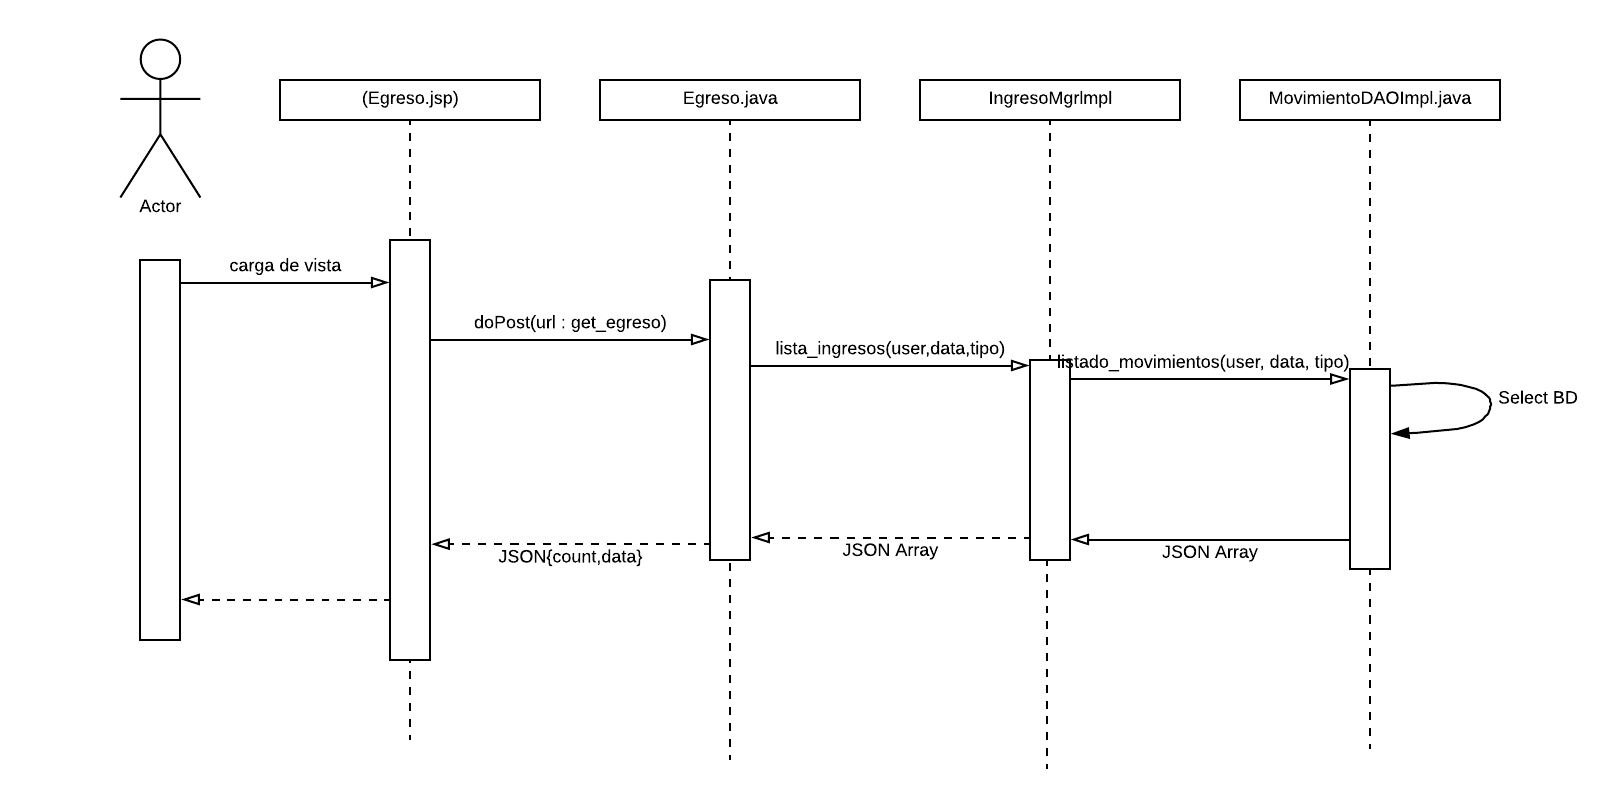 (Egreso.jsp)
Egreso.java
IngresoMgrImpl
MovimientoDAOImpl.java
Actor
carga de vista
doPost(url : get_egreso)
lista_ingresos(user,data,tipo)
listado_movimientos(user, data, tipo)
Select BD
JSON{count,data}
JSON Array
JSON Array